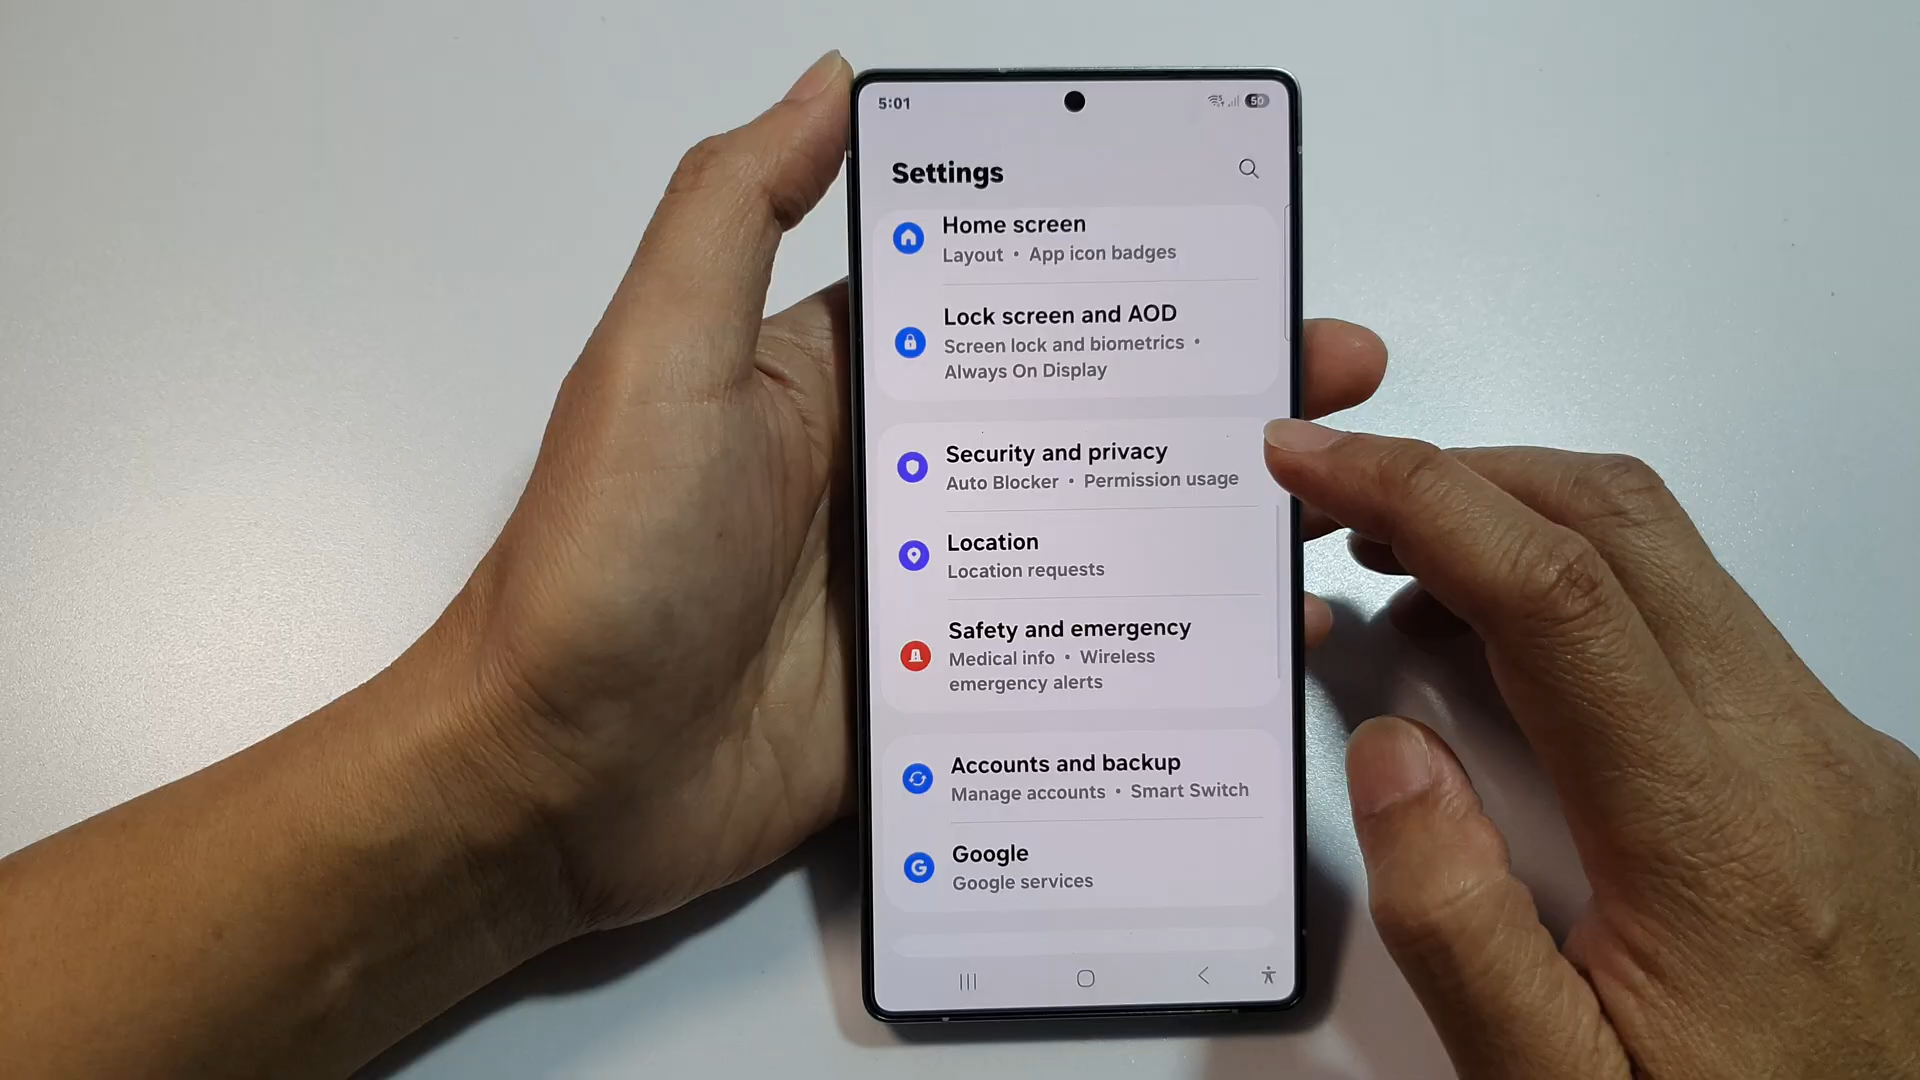 5:01
50
Settings
Home screen
Layout • App icon badges
Lock screen and AOD
Screen lock and biometrics •
Always On Display
Security and privacy
Auto Blocker • Permission usage
Location
Location requests
Safety and emergency
Medical info • Wireless
emergency alerts
Accounts and backup
Manage accounts • Smart Switch
G
Google
Google services